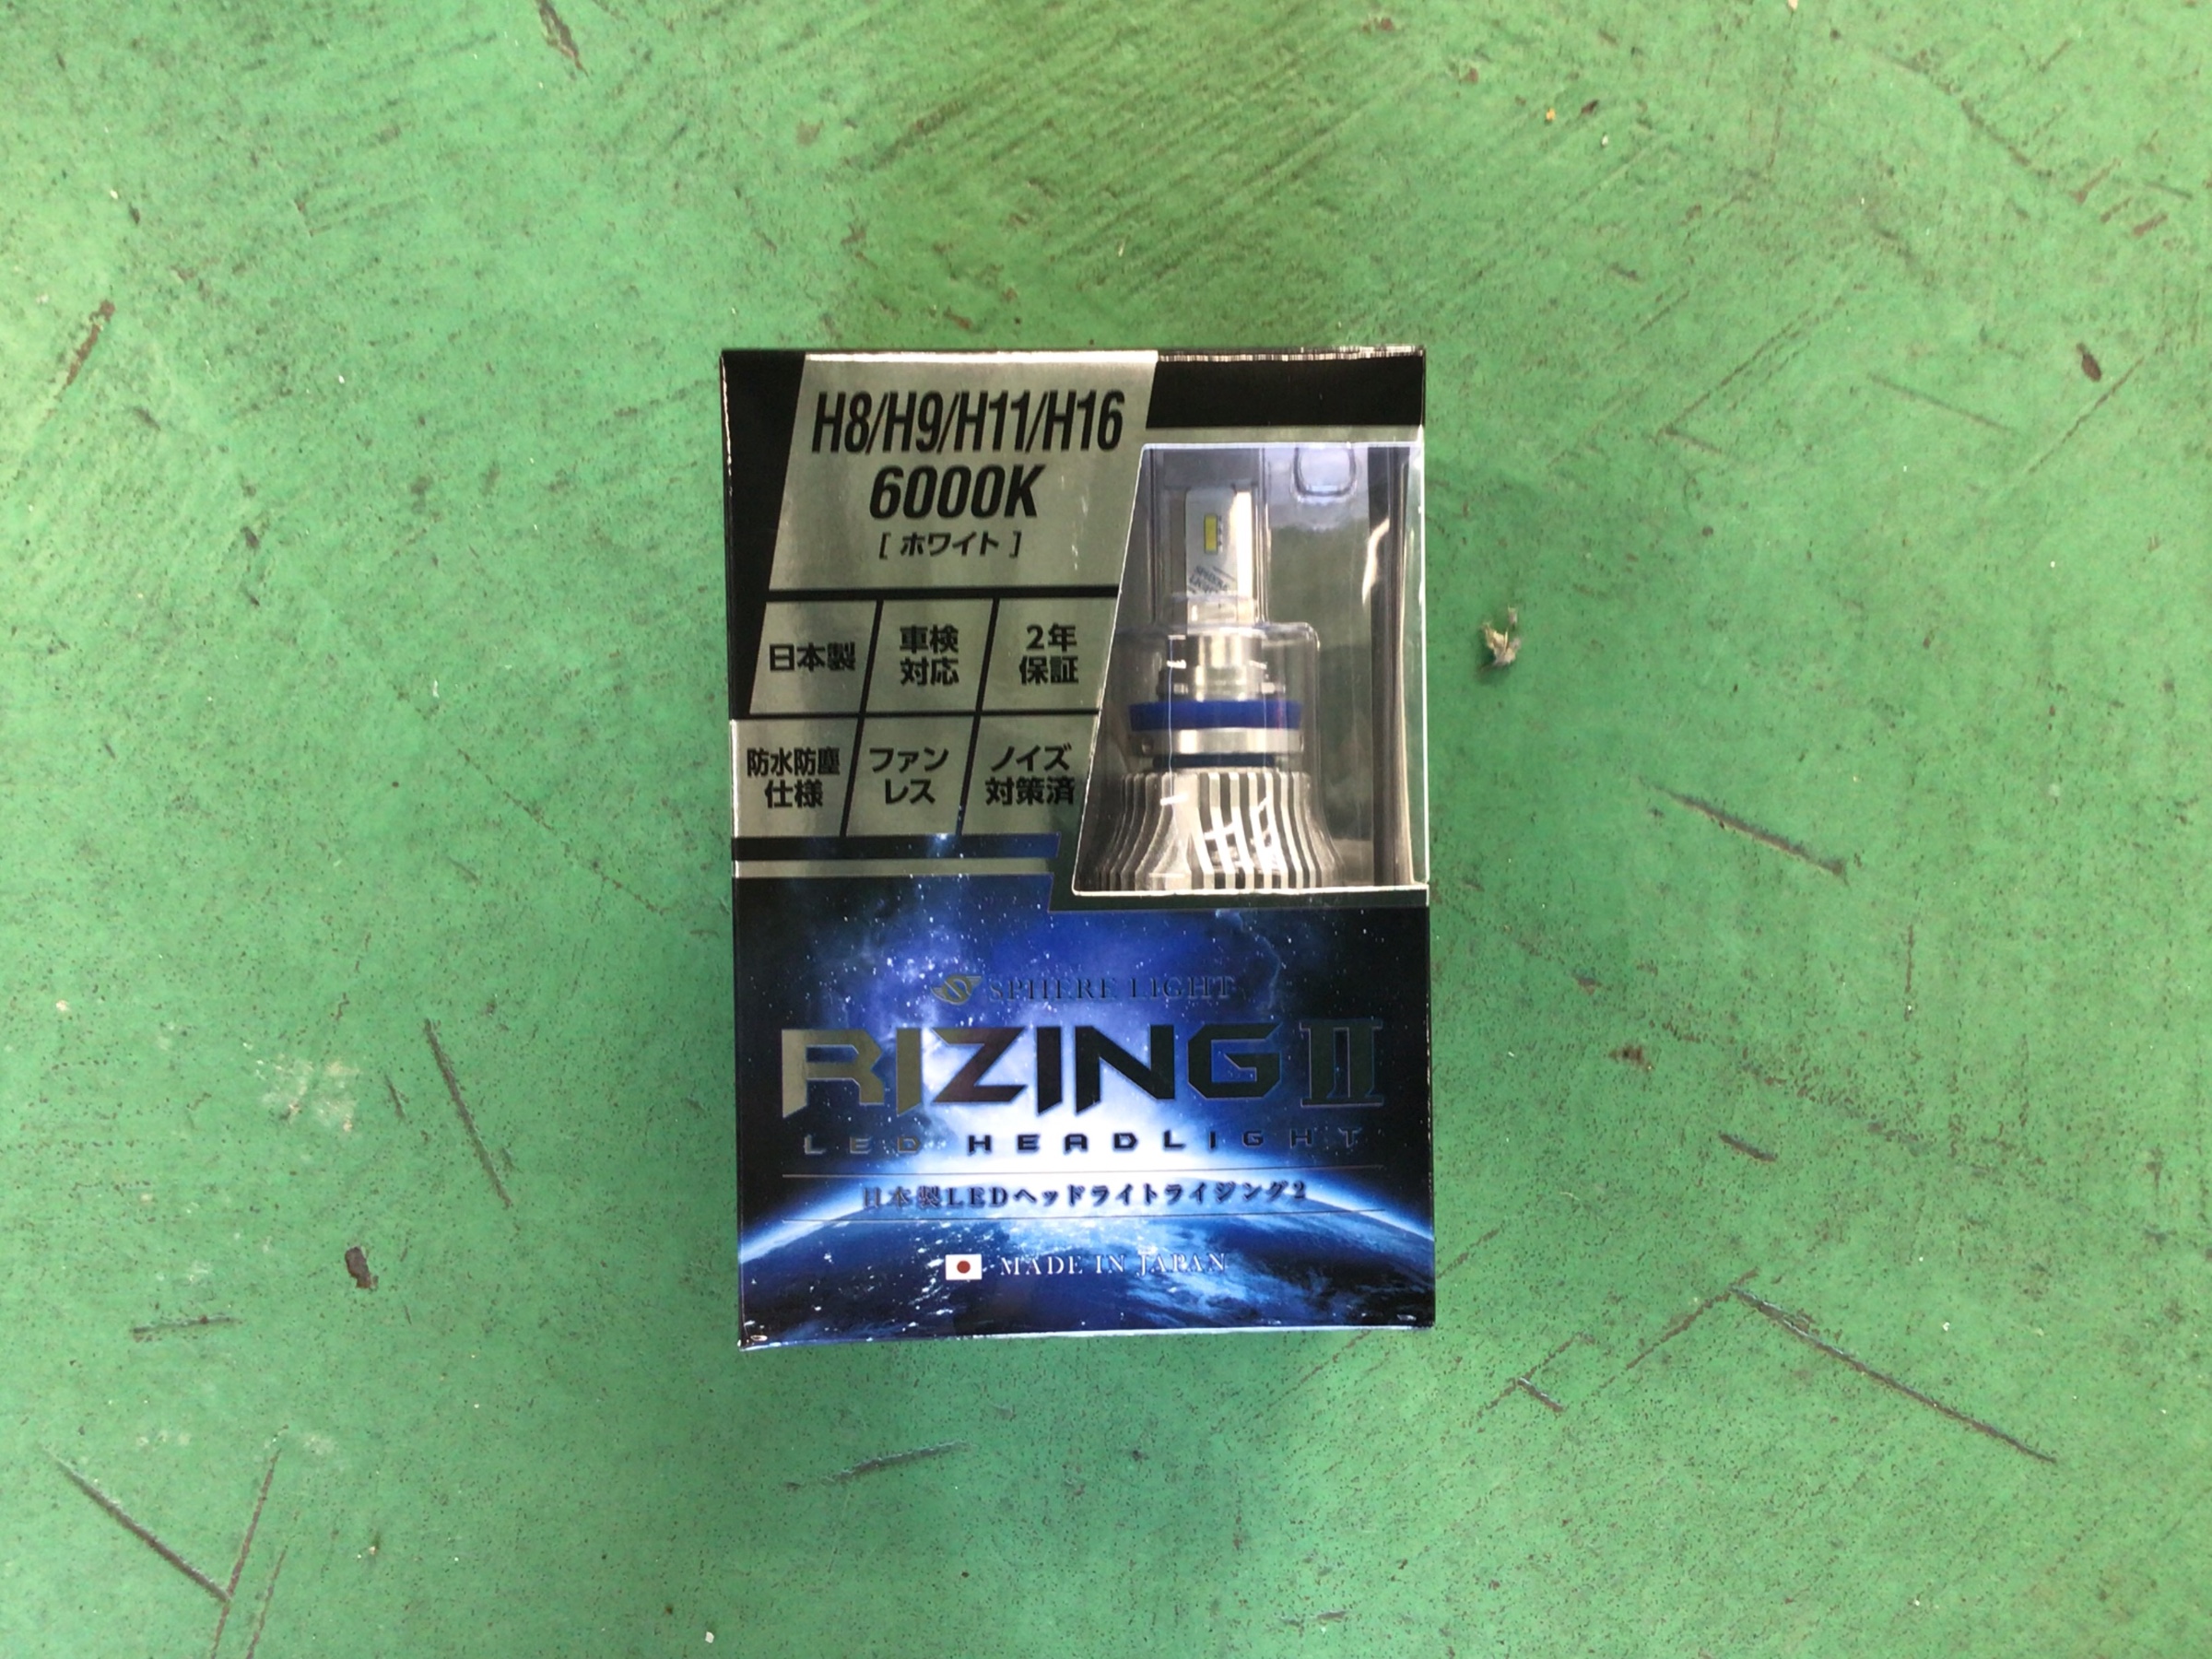 H8/H9/H11/H16
6000K
[ ホワイト ]
日本製
車検
対応
2年
保証
防水防塵
仕様
ファン
レス
ノイズ
対策済
SPHERE LIGHT
RIZING II
LED HEADLIGHT
日本製LEDヘッドライトライジング2
MADE IN JAPAN